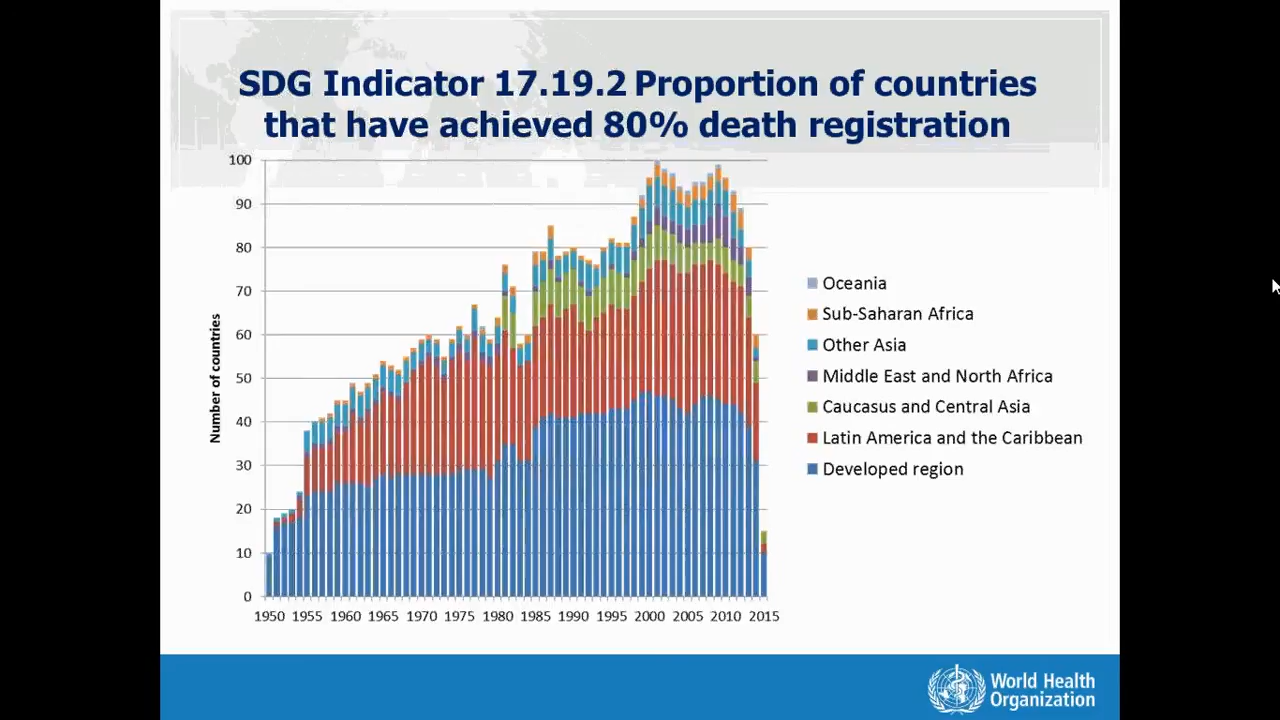 SDG Indicator 17.19.2 Proportion of countries
that have achieved 80% death registration
100
90
80
70
60
50
40
30
20
10
0
Number of countries
1950 1955 1960 1965 1970 1975 1980 1985 1990 1995 2000 2005 2010 2015
Oceania
Sub-Saharan Africa
Other Asia
Middle East and North Africa
Caucasus and Central Asia
Latin America and the Caribbean
Developed region
World Health
Organization